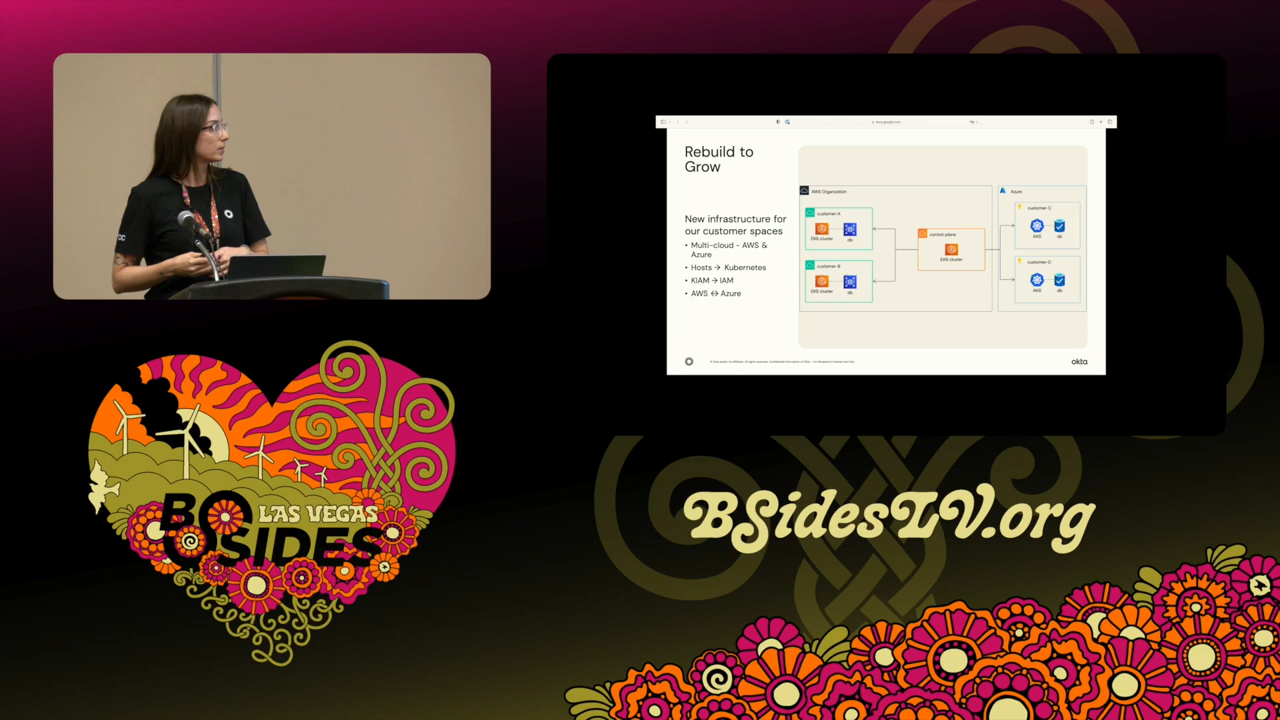 Rebuild to
Grow
New infrastructure for
our customer spaces
• Multi-cloud - AWS &
Azure
• Hosts → Kubernetes
• KIAM → IAM
• AWS ↔ Azure
AWS Organization
customer-A
EKS cluster
db
customer-B
EKS cluster
db
control plane
EKS cluster
Azure
customer-C
AKS
db
customer-D
AKS
db
okta
BSIDES
LAS VEGAS
BSidesLV.org